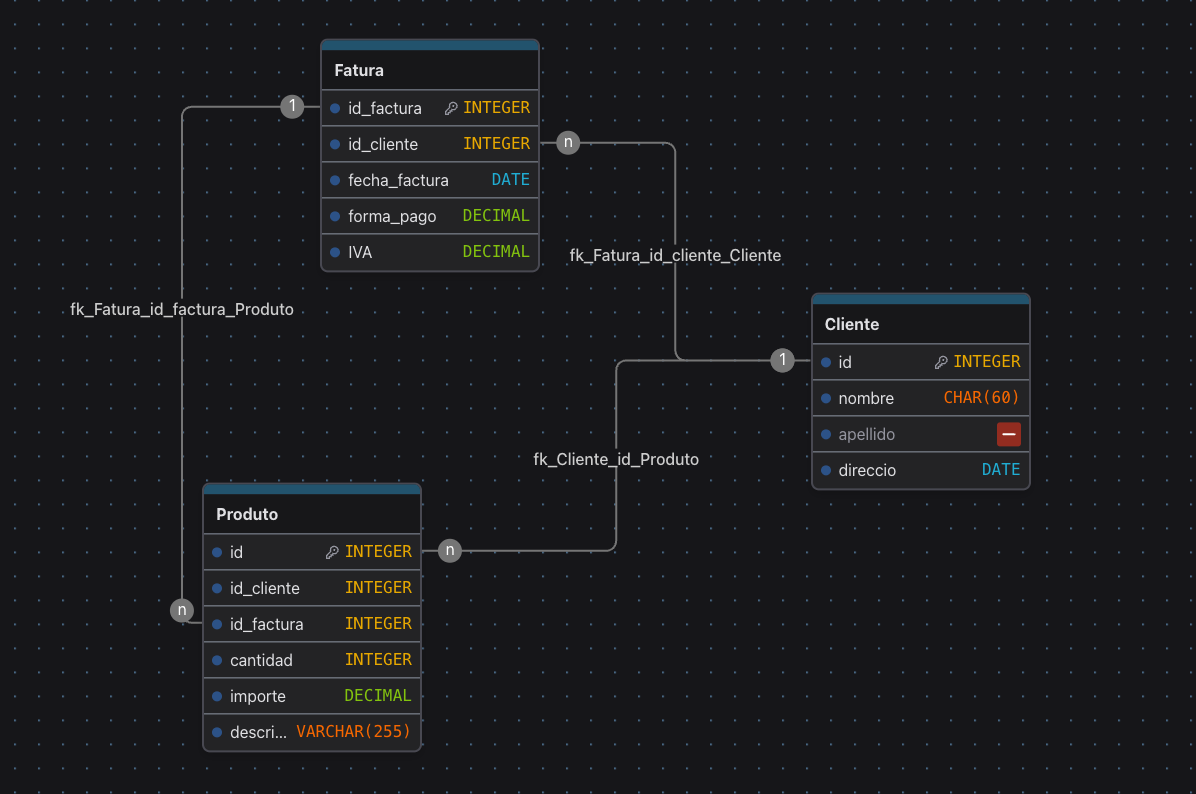 Fatura
1
id_factura INTEGER
id_cliente INTEGER
n
fecha_factura DATE
forma_pago DECIMAL
IVA DECIMAL
fk_Fatura_id_cliente_Cliente
fk_Fatura_id_factura_Produto
Cliente
1
id INTEGER
nombre CHAR(60)
apellido
direccio DATE
fk_Cliente_id_Produto
Produto
id INTEGER
n
id_cliente INTEGER
n
id_factura INTEGER
cantidad INTEGER
importe DECIMAL
descri... VARCHAR(255)